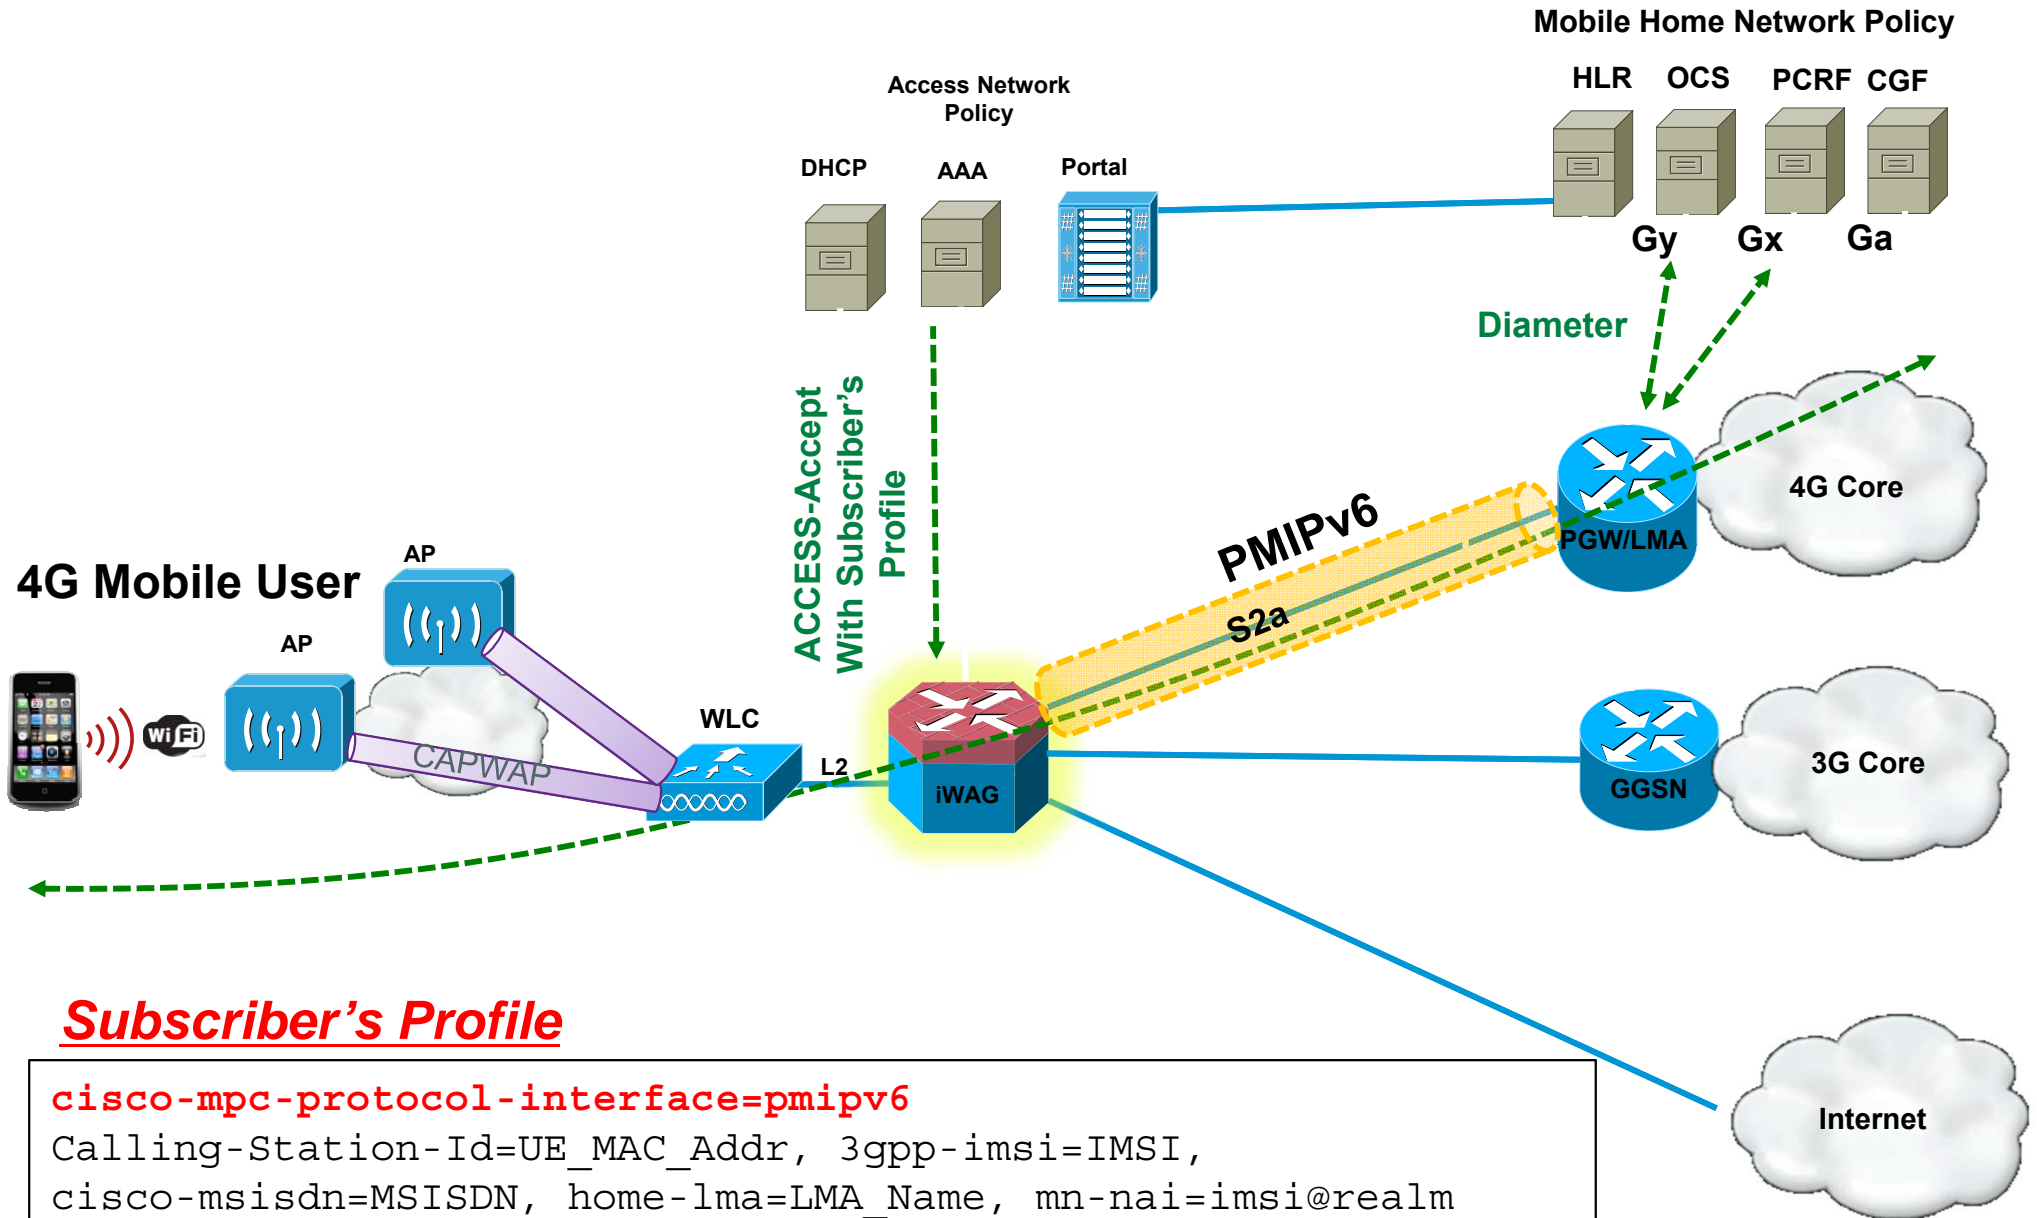 Mobile Home Network Policy
HLR
OCS
PCRF
CGF
Access Network
Policy
DHCP
AAA
Portal
Gy
Gx
Ga
Diameter
ACCESS-Accept
With Subscriber's
Profile
4G Core
PMIPv6
PGW/LMA
S2a
4G Mobile User
AP
AP
WiFi
CAPWAP
WLC
L2
iWAG
GGSN
3G Core
Internet
Subscriber's Profile
cisco-mpc-protocol-interface=pmipv6
Calling-Station-Id=UE_MAC_Addr, 3gpp-imsi=IMSI,
cisco-msisdn=MSISDN, home-lma=LMA_Name, mn-nai=imsi@realm